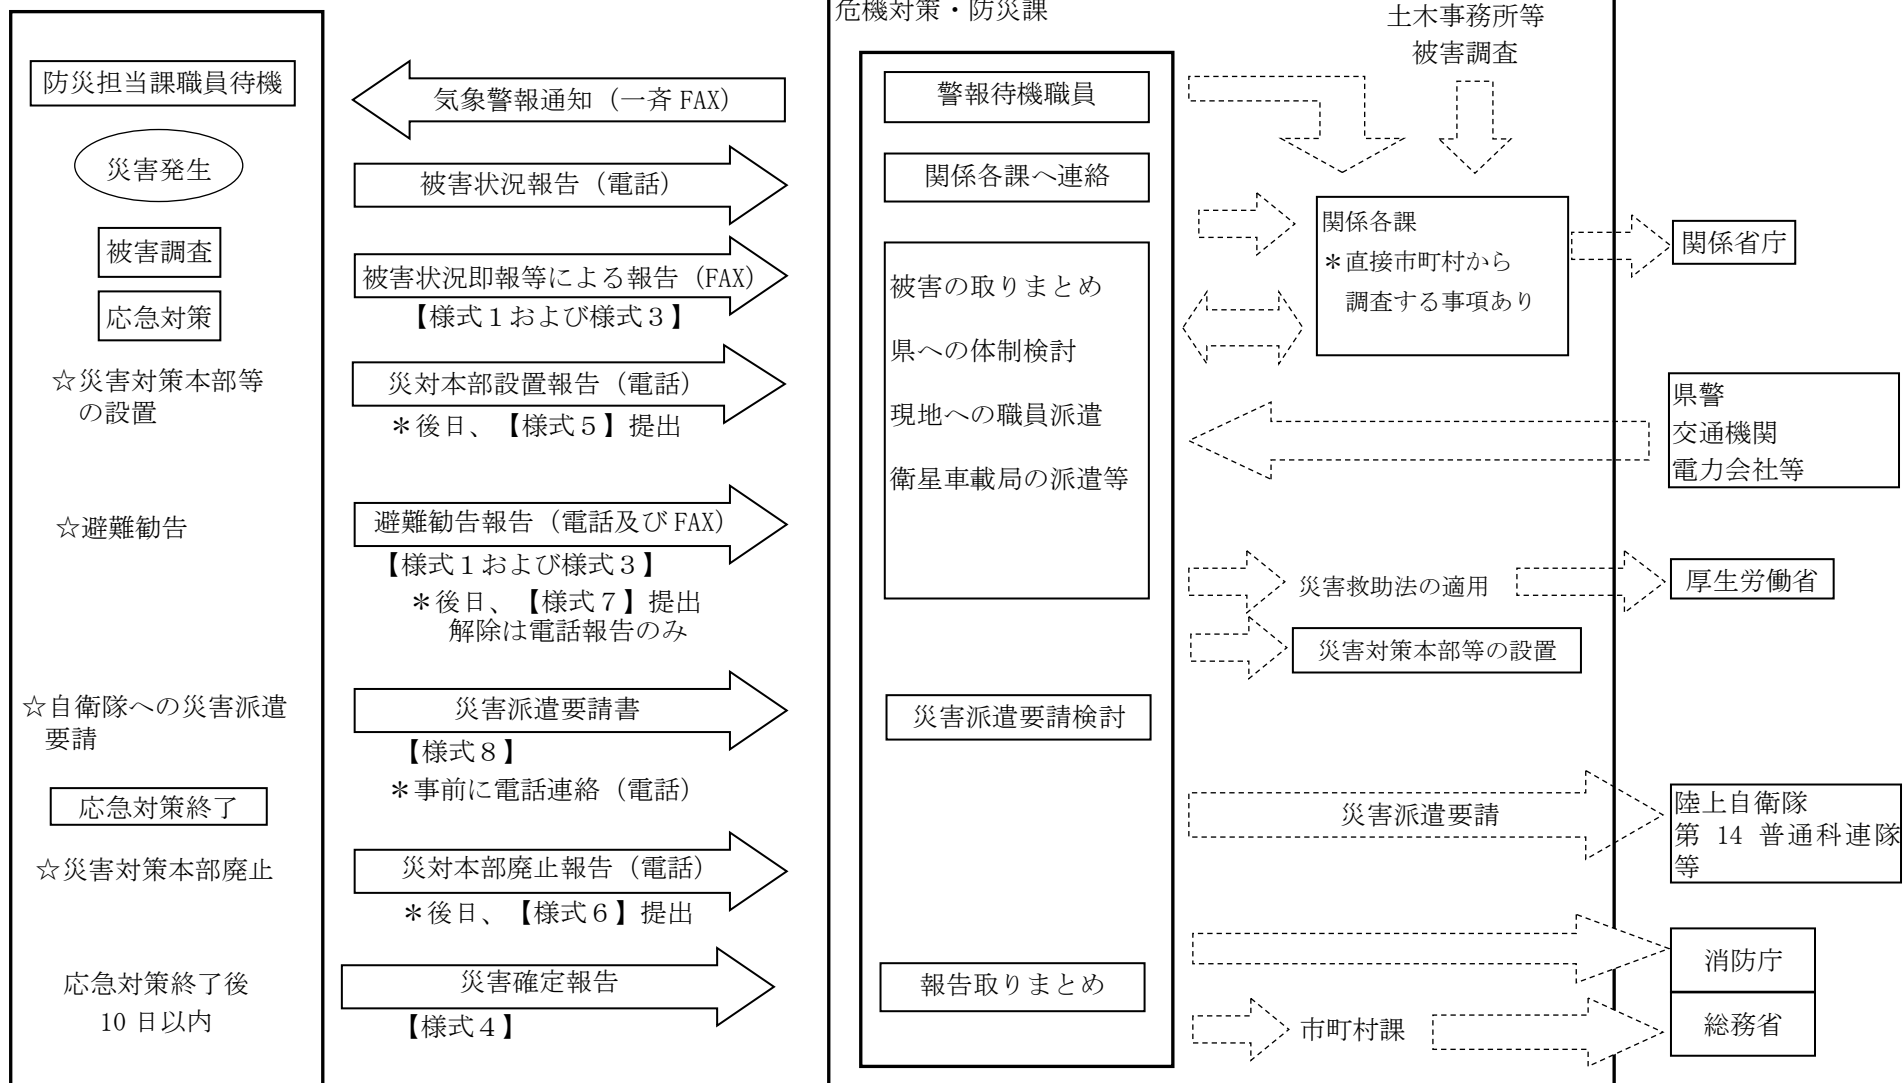 危機対策・防災課
土木事務所等
被害調査
防災担当課職員待機
災害発生
被害調査
応急対策
☆災害対策本部等
の設置
☆避難勧告
☆自衛隊への災害派遣
要請
応急対策終了
☆災害対策本部廃止
応急対策終了後
10 日以内
気象警報通知（一斉 FAX）
被害状況報告（電話）
被害状況即報等による報告（FAX）
【様式１および様式３】
災対本部設置報告（電話）
＊後日、【様式５】提出
避難勧告報告（電話及び FAX）
【様式１および様式３】
＊後日、【様式７】提出
解除は電話報告のみ
災害派遣要請書
【様式８】
＊事前に電話連絡（電話）
災対本部廃止報告（電話）
＊後日、【様式６】提出
災害確定報告
【様式４】
警報待機職員
関係各課へ連絡
被害の取りまとめ
県への体制検討
現地への職員派遣
衛星車載局の派遣等
災害派遣要請検討
報告取りまとめ
関係各課
＊直接市町村から
調査する事項あり
災害救助法の適用
災害対策本部等の設置
災害派遣要請
市町村課
関係省庁
県警
交通機関
電力会社等
厚生労働省
陸上自衛隊
第 14 普通科連隊
等
消防庁
総務省